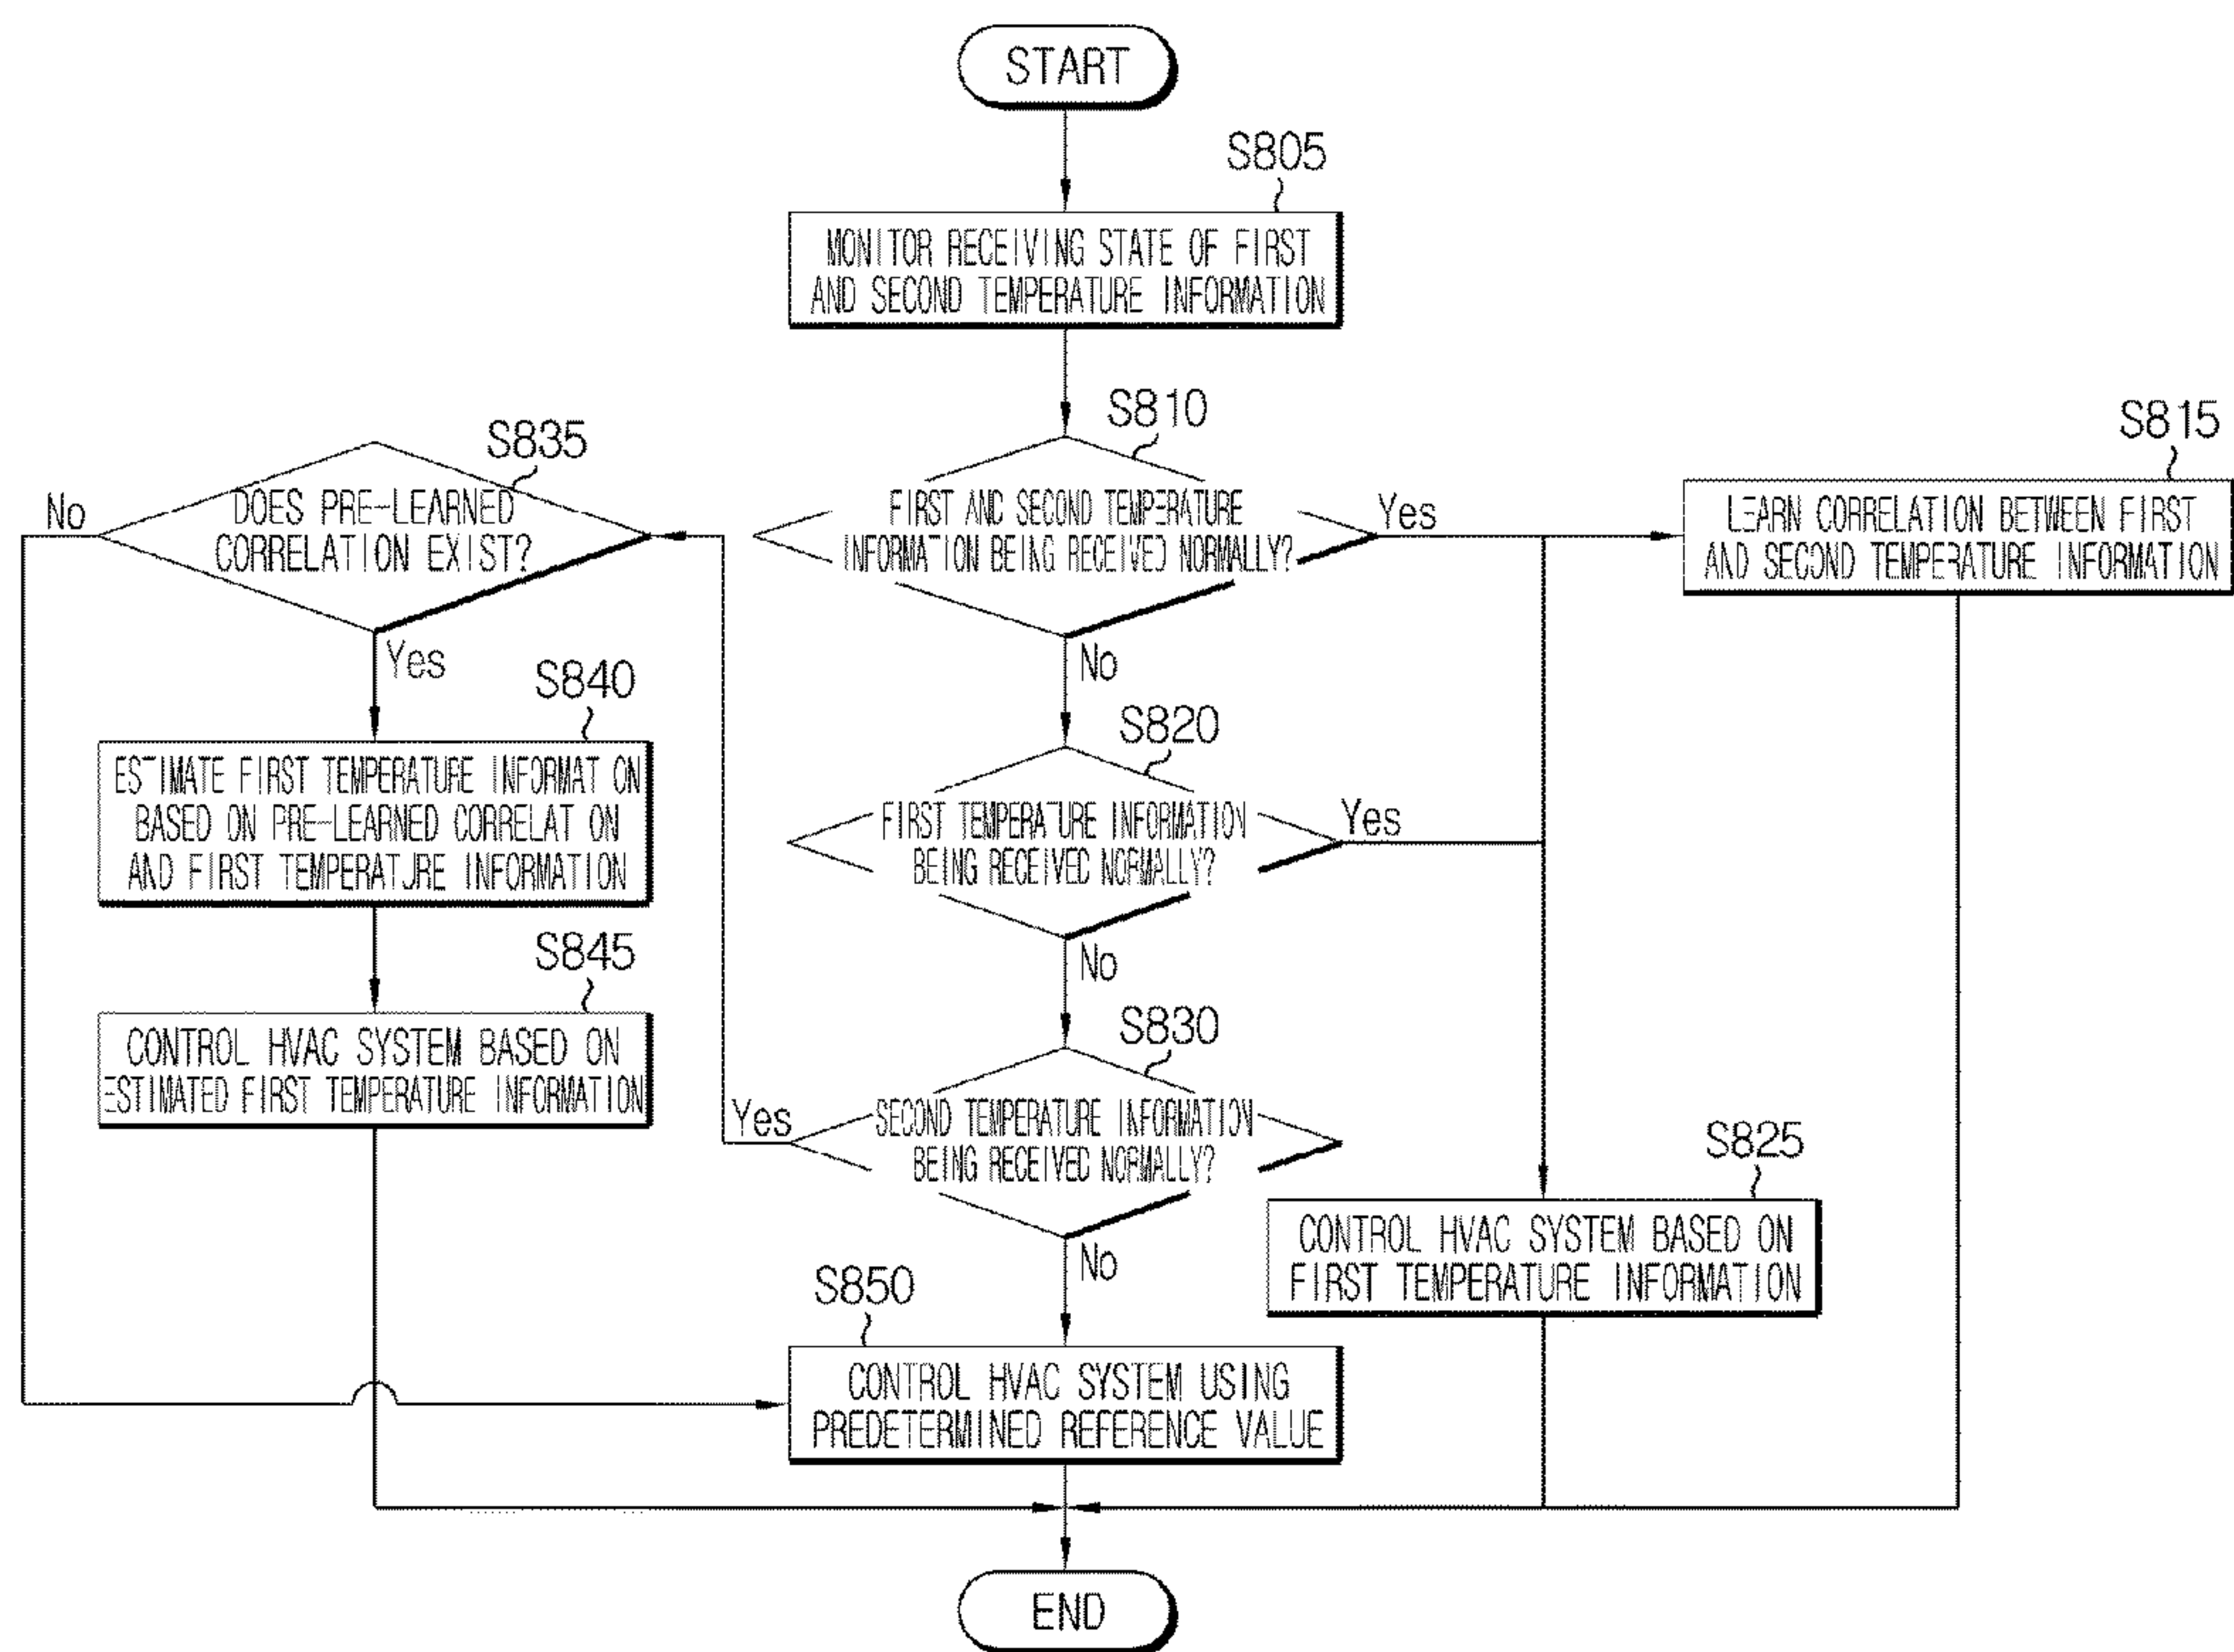 START
S805
MONITOR RECEIVING STATE OF FIRST
AND SECOND TEMPERATURE INFORMATION
S810
FIRST AND SECOND TEMPERATURE
INFORMATION BEING RECEIVED NORMALLY?
Yes
No
S815
LEARN CORRELATION BETWEEN FIRST
AND SECOND TEMPERATURE INFORMATION
S835
DOES PRE-LEARNED
CORRELATION EXIST?
No
Yes
S840
ESTIMATE FIRST TEMPERATURE INFORMATION
BASED ON PRE-LEARNED CORRELATION
AND FIRST TEMPERATURE INFORMATION
S845
CONTROL HVAC SYSTEM BASED ON
ESTIMATED FIRST TEMPERATURE INFORMATION
S820
FIRST TEMPERATURE INFORMATION
BEING RECEIVED NORMALLY?
Yes
No
S830
SECOND TEMPERATURE INFORMATION
BEING RECEIVED NORMALLY?
Yes
No
S825
CONTROL HVAC SYSTEM BASED ON
FIRST TEMPERATURE INFORMATION
S850
CONTROL HVAC SYSTEM USING
PREDETERMINED REFERENCE VALUE
END